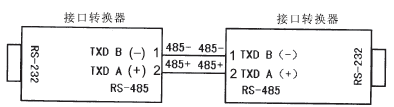 接口转换器
接口转换器
RS-232
TXD B (-) 1
TXD A (+) 2
RS-485
485- 485-
485+ 485+
1 TXD B (-)
2 TXD A (+)
RS-485
RS-232